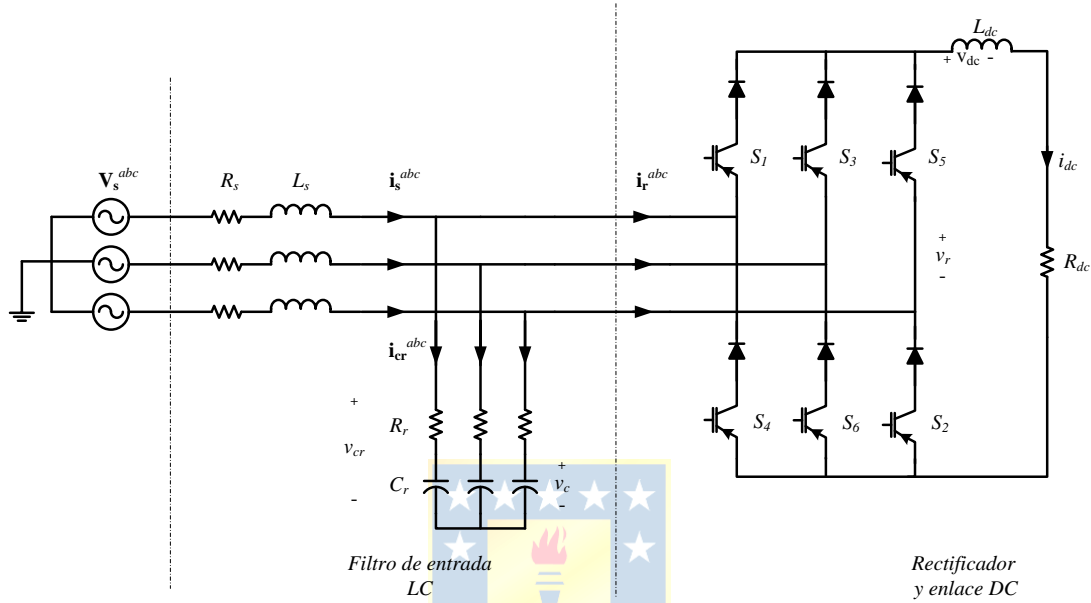 L_dc
+ v_dc -
S_1
S_3
S_5
V_s^abc
R_s
L_s
i_s^abc
i_r^abc
i_dc
+
v_r
-
R_dc
i_cr^abc
+
v_cr
-
R_r
C_r
+
v_c
-
S_4
S_6
S_2
Filtro de entrada
LC
Rectificador
y enlace DC